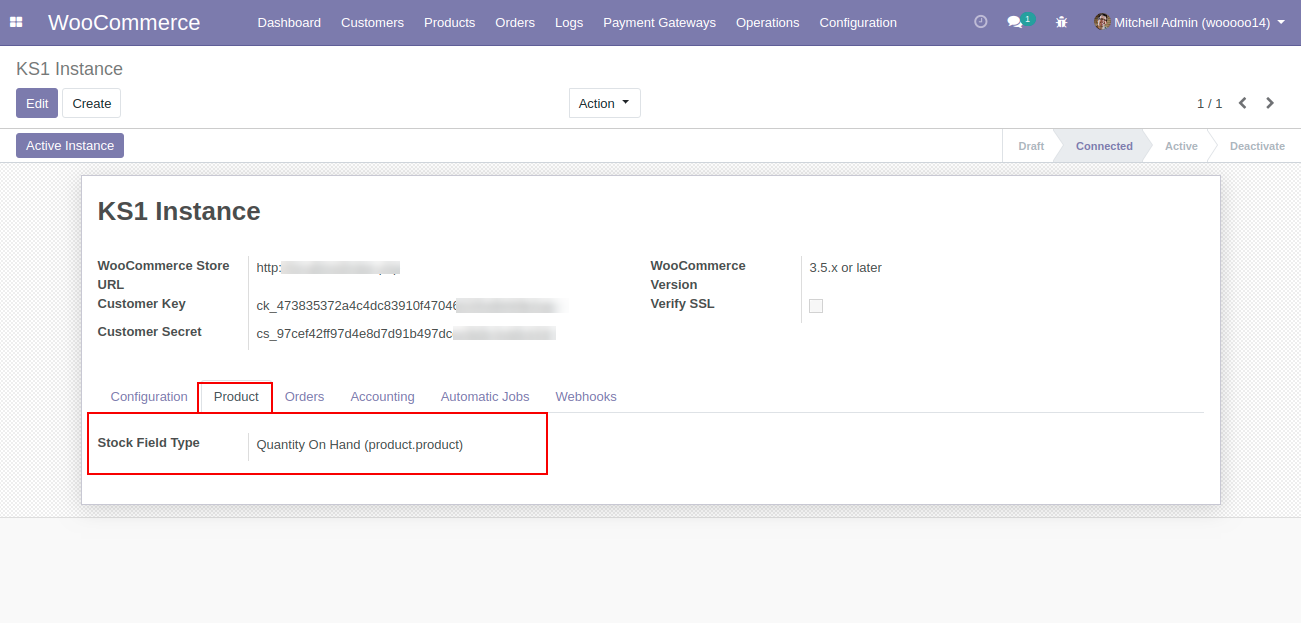 WooCommerce Dashboard Customers Products Orders Logs Payment Gateways Operations Configuration 1 Mitchell Admin (wooooo14)
KS1 Instance
Edit Create Action 1 / 1
Active Instance Draft Connected Active Deactivate
KS1 Instance
WooCommerce Store URL http:
WooCommerce Version 3.5.x or later
Customer Key ck_473835372a4c4dc83910f47046
Verify SSL
Customer Secret cs_97cef42ff97d4e8d7d91b497dc
Configuration Product Orders Accounting Automatic Jobs Webhooks
Stock Field Type Quantity On Hand (product.product)